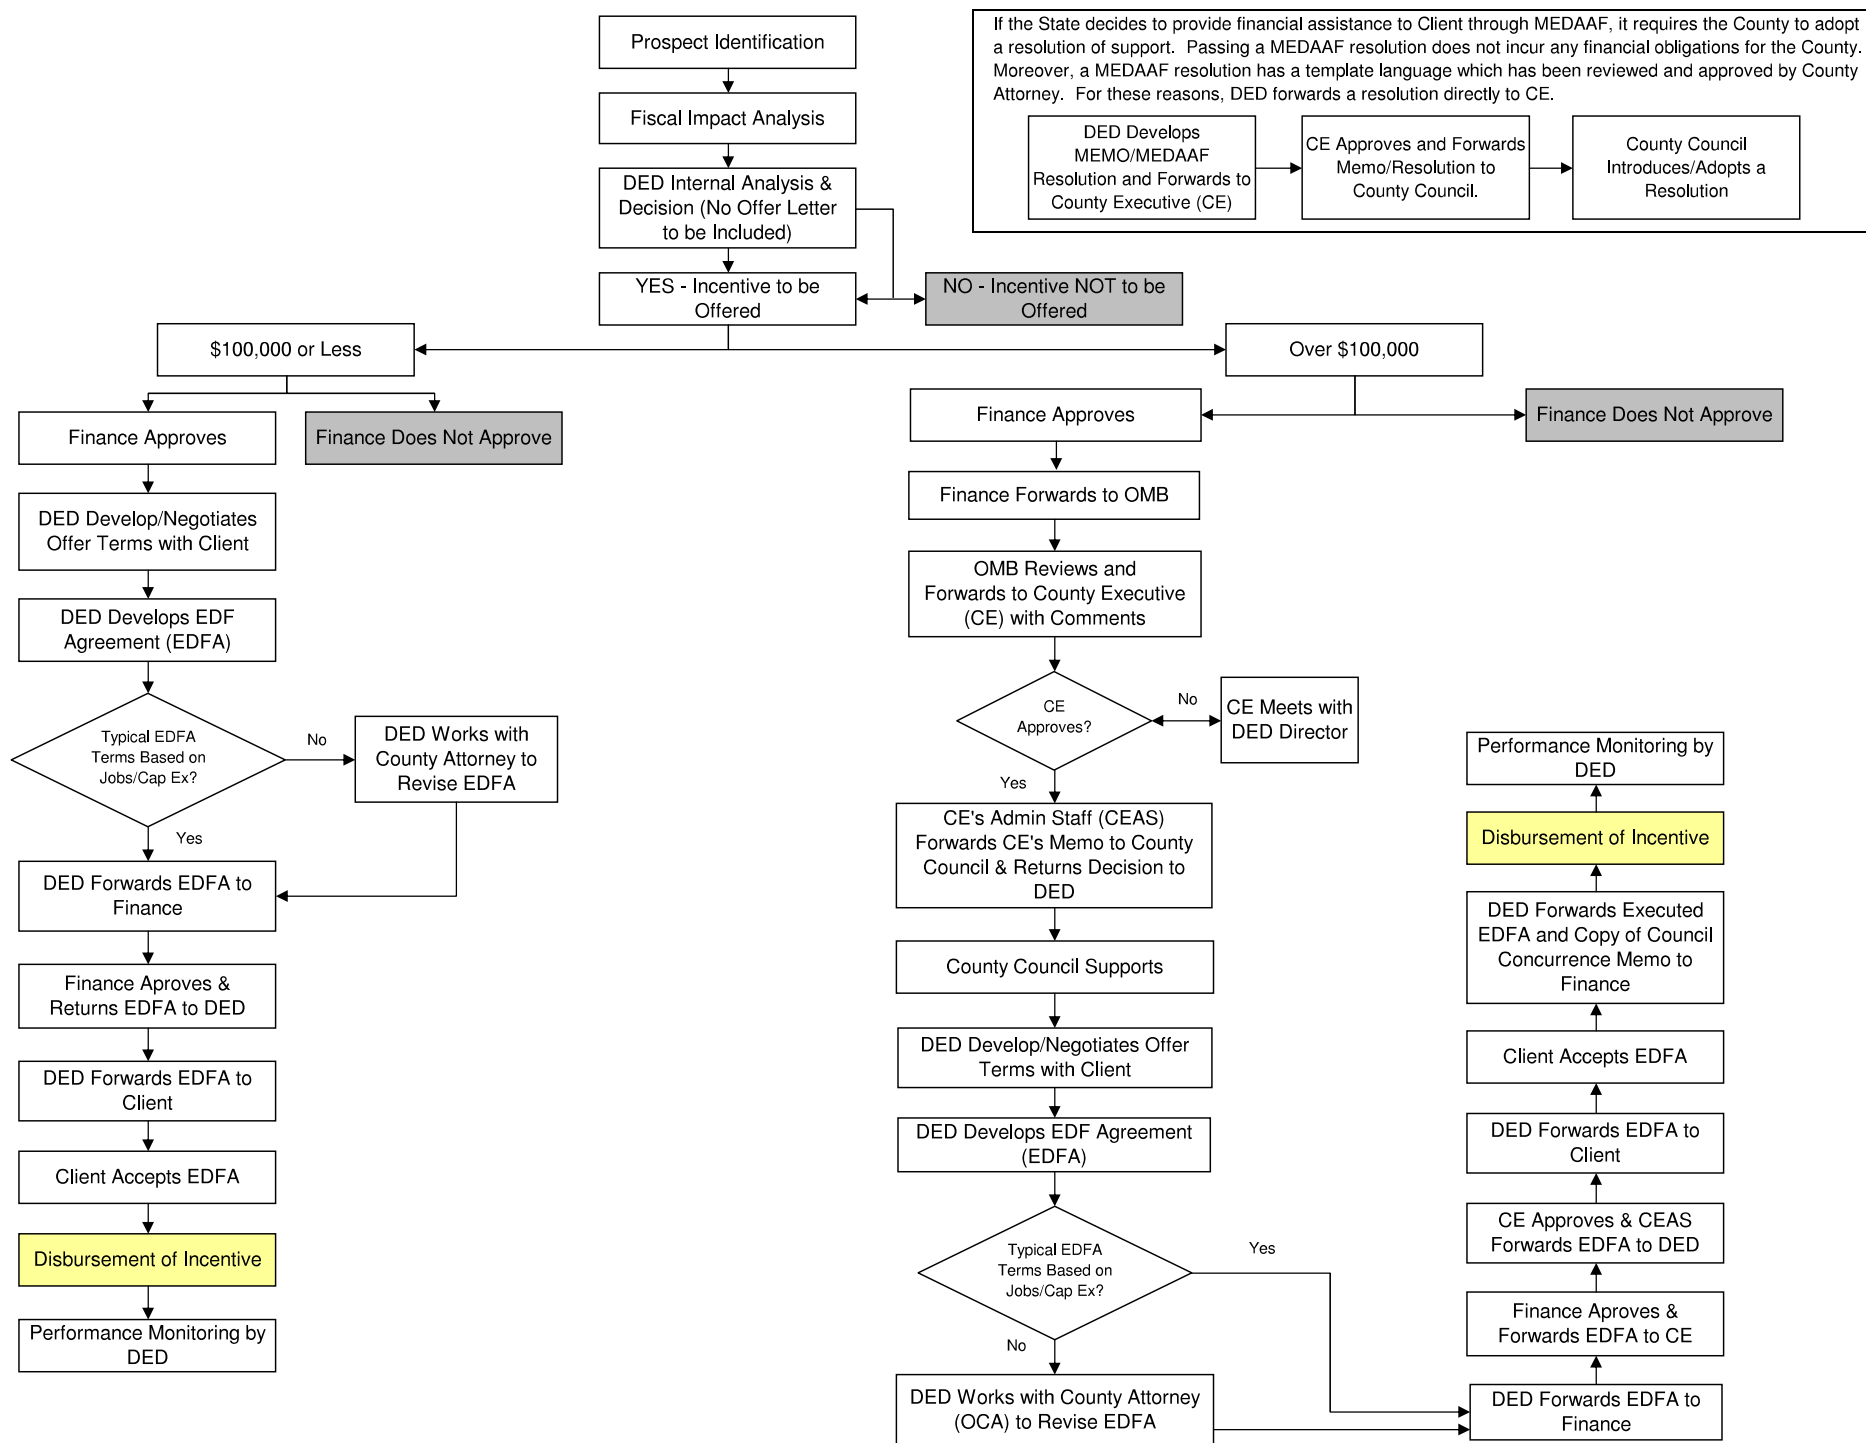 Prospect Identification
If the State decides to provide financial assistance to Client through MEDAAF, it requires the County to adopt
a resolution of support.  Passing a MEDAAF resolution does not incur any financial obligations for the County.
Moreover, a MEDAAF resolution has a template language which has been reviewed and approved by County
Attorney.  For these reasons, DED forwards a resolution directly to CE.
DED Develops
MEMO/MEDAAF
Resolution and Forwards to
County Executive (CE)
CE Approves and Forwards
Memo/Resolution to
County Council.
County Council
Introduces/Adopts a
Resolution
Fiscal Impact Analysis
DED Internal Analysis &
Decision (No Offer Letter
to be Included)
YES - Incentive to be
Offered
NO - Incentive NOT to be
Offered
$100,000 or Less
Over $100,000
Finance Approves
Finance Does Not Approve
DED Develop/Negotiates
Offer Terms with Client
DED Develops EDF
Agreement (EDFA)
Typical EDFA
Terms Based on
Jobs/Cap Ex?
No
DED Works with
County Attorney to
Revise EDFA
Yes
DED Forwards EDFA to
Finance
Finance Aproves &
Returns EDFA to DED
DED Forwards EDFA to
Client
Client Accepts EDFA
Disbursement of Incentive
Performance Monitoring by
DED
Finance Approves
Finance Does Not Approve
Finance Forwards to OMB
OMB Reviews and
Forwards to County Executive
(CE) with Comments
CE
Approves?
No
CE Meets with
DED Director
Yes
CE's Admin Staff (CEAS)
Forwards CE's Memo to County
Council & Returns Decision to
DED
County Council Supports
DED Develop/Negotiates Offer
Terms with Client
DED Develops EDF Agreement
(EDFA)
Typical EDFA
Terms Based on
Jobs/Cap Ex?
Yes
No
DED Works with County Attorney
(OCA) to Revise EDFA
Performance Monitoring by
DED
Disbursement of Incentive
DED Forwards Executed
EDFA and Copy of Council
Concurrence Memo to
Finance
Client Accepts EDFA
DED Forwards EDFA to
Client
CE Approves & CEAS
Forwards EDFA to DED
Finance Aproves &
Forwards EDFA to CE
DED Forwards EDFA to
Finance